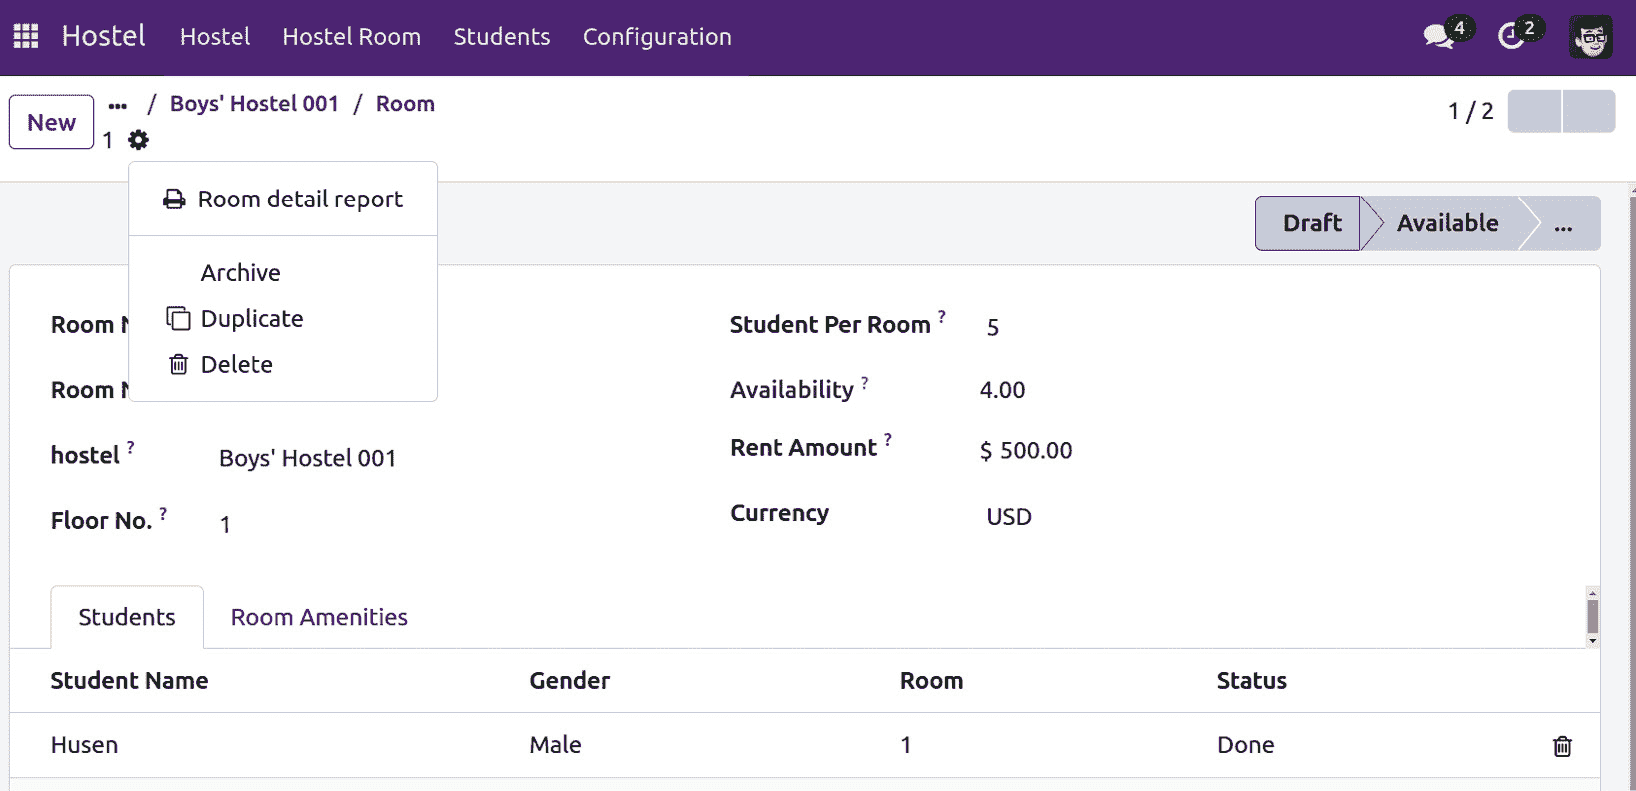 Hostel Hostel Hostel Room Students Configuration 4 2
New ... / Boys' Hostel 001 / Room 1 / 2
1
Room detail report
Draft Available ...
Archive
Duplicate
Delete
Room Student Per Room ? 5
Room Availability ? 4.00
hostel ? Boys' Hostel 001 Rent Amount ? $ 500.00
Floor No. ? 1 Currency USD
Students Room Amenities
Student Name Gender Room Status
Husen Male 1 Done